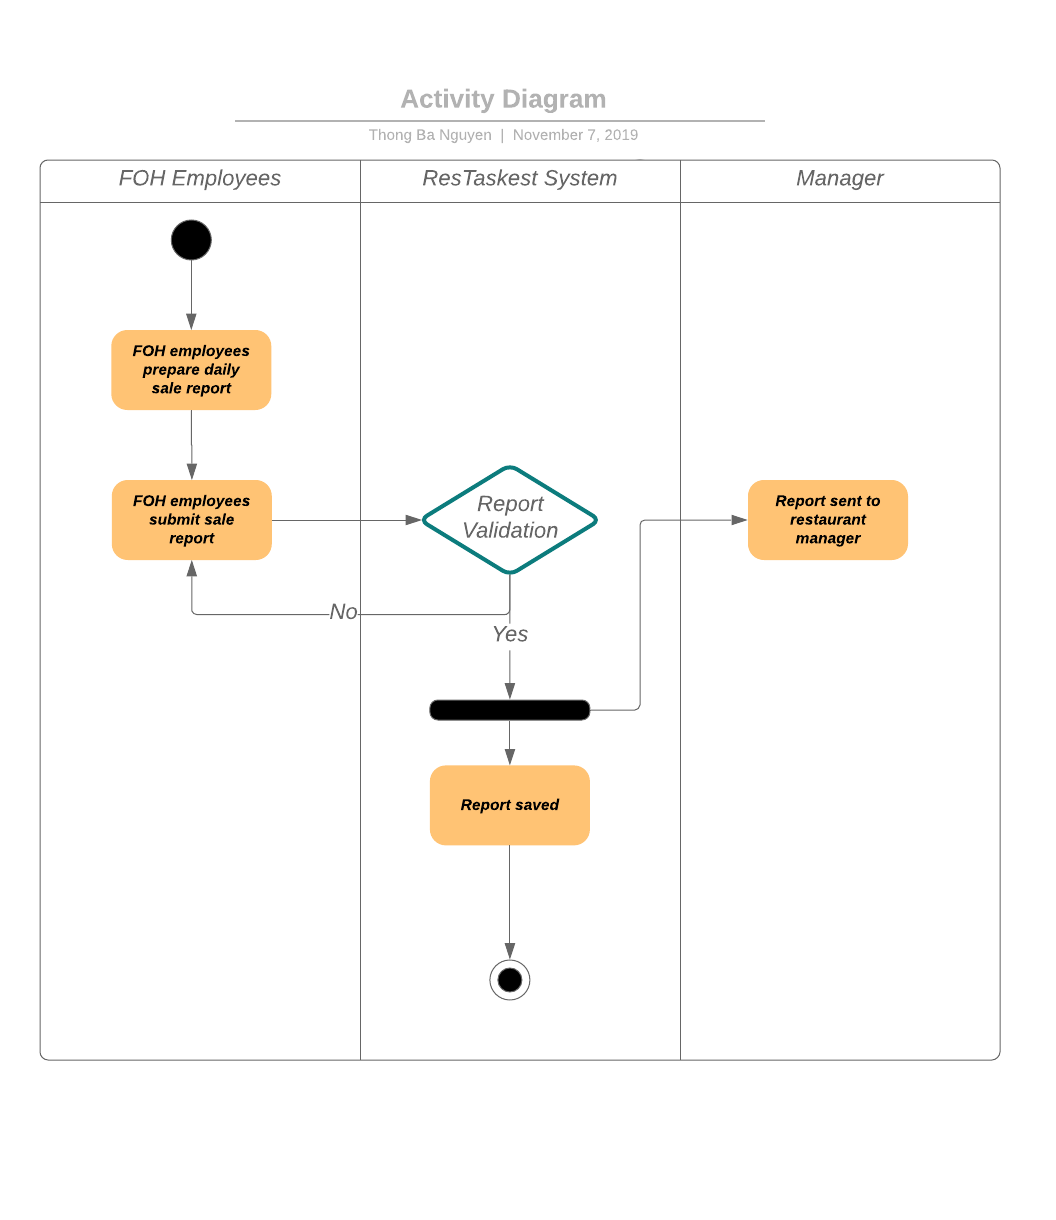 Activity Diagram
Thong Ba Nguyen | November 7, 2019
FOH Employees
ResTaskest System
Manager
FOH employees
prepare daily
sale report
FOH employees
submit sale
report
Report
Validation
Report sent to
restaurant
manager
No
Yes
Report saved